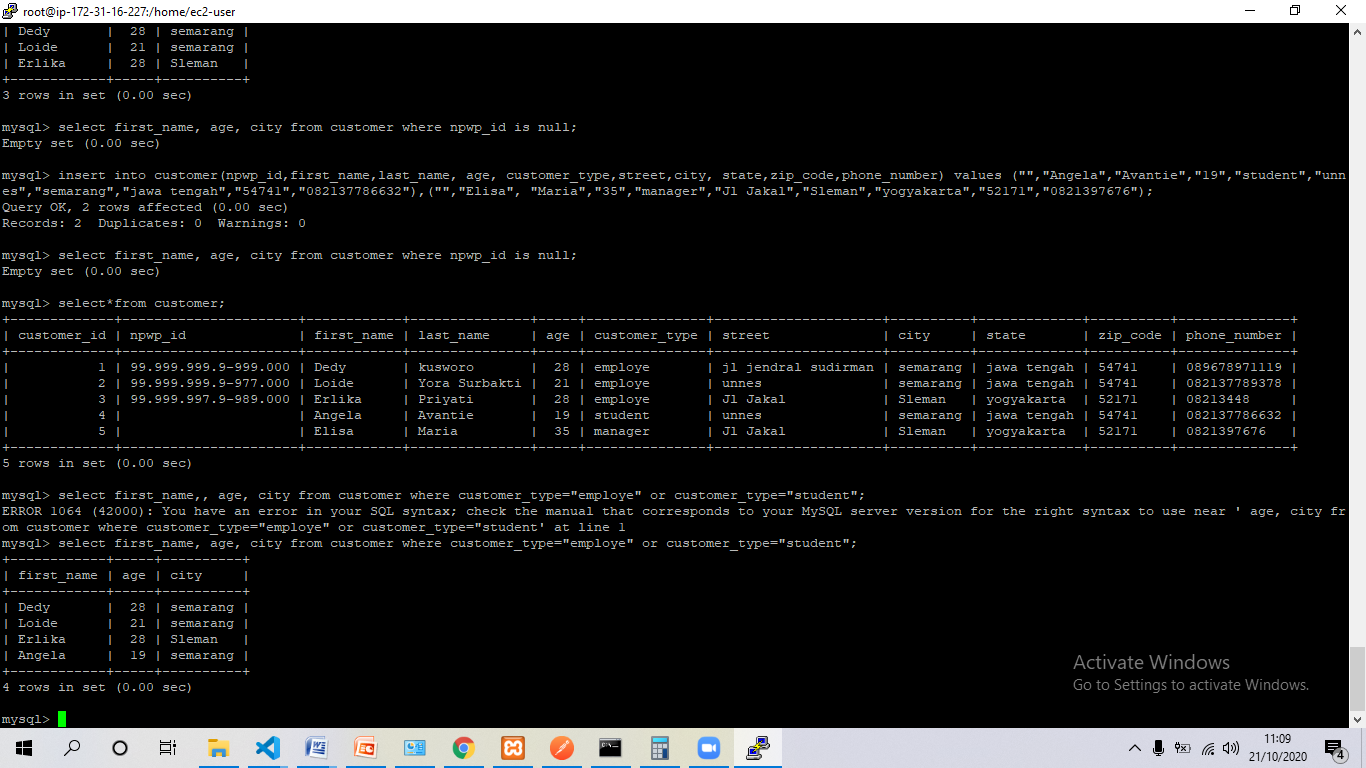 root@ip-172-31-16-227:/home/ec2-user
| Dedy       |  28 | semarang |
| Loide      |  21 | semarang |
| Erlika     |  28 | Sleman   |
+------------+-----+----------+
3 rows in set (0.00 sec)
mysql> select first_name, age, city from customer where npwp_id is null;
Empty set (0.00 sec)
mysql> insert into customer(npwp_id,first_name,last_name, age, customer_type,street,city, state,zip_code,phone_number) values ("","Angela","Avantie","19","student","unn
es","semarang","jawa tengah","54741","082137786632"),("","Elisa", "Maria","35","manager","Jl Jakal","Sleman","yogyakarta","52171","0821397676");
Query OK, 2 rows affected (0.00 sec)
Records: 2  Duplicates: 0  Warnings: 0
mysql> select first_name, age, city from customer where npwp_id is null;
Empty set (0.00 sec)
mysql> select*from customer;
+-------------+----------------------+------------+---------------+-----+---------------+---------------------+----------+-------------+----------+--------------+
| customer_id | npwp_id              | first_name | last_name     | age | customer_type | street              | city     | state       | zip_code | phone_number |
+-------------+----------------------+------------+---------------+-----+---------------+---------------------+----------+-------------+----------+--------------+
|           1 | 99.999.999.9-999.000 | Dedy       | kusworo       |  28 | employe       | jl jendral sudirman | semarang | jawa tengah | 54741    | 089678971119 |
|           2 | 99.999.999.9-977.000 | Loide      | Yora Surbakti |  21 | employe       | unnes               | semarang | jawa tengah | 54741    | 082137789378 |
|           3 | 99.999.997.9-989.000 | Erlika     | Priyati       |  28 | employe       | Jl Jakal            | Sleman   | yogyakarta  | 52171    | 08213448     |
|           4 |                      | Angela     | Avantie       |  19 | student       | unnes               | semarang | jawa tengah | 54741    | 082137786632 |
|           5 |                      | Elisa      | Maria         |  35 | manager       | Jl Jakal            | Sleman   | yogyakarta  | 52171    | 0821397676   |
+-------------+----------------------+------------+---------------+-----+---------------+---------------------+----------+-------------+----------+--------------+
5 rows in set (0.00 sec)
mysql> select first_name,, age, city from customer where customer_type="employe" or customer_type="student";
ERROR 1064 (42000): You have an error in your SQL syntax; check the manual that corresponds to your MySQL server version for the right syntax to use near ' age, city fr
om customer where customer_type="employe" or customer_type="student' at line 1
mysql> select first_name, age, city from customer where customer_type="employe" or customer_type="student";
+------------+-----+----------+
| first_name | age | city     |
+------------+-----+----------+
| Dedy       |  28 | semarang |
| Loide      |  21 | semarang |
| Erlika     |  28 | Sleman   |
| Angela     |  19 | semarang |
+------------+-----+----------+
4 rows in set (0.00 sec)
mysql>
Activate Windows
Go to Settings to activate Windows.
11:09
21/10/2020
4